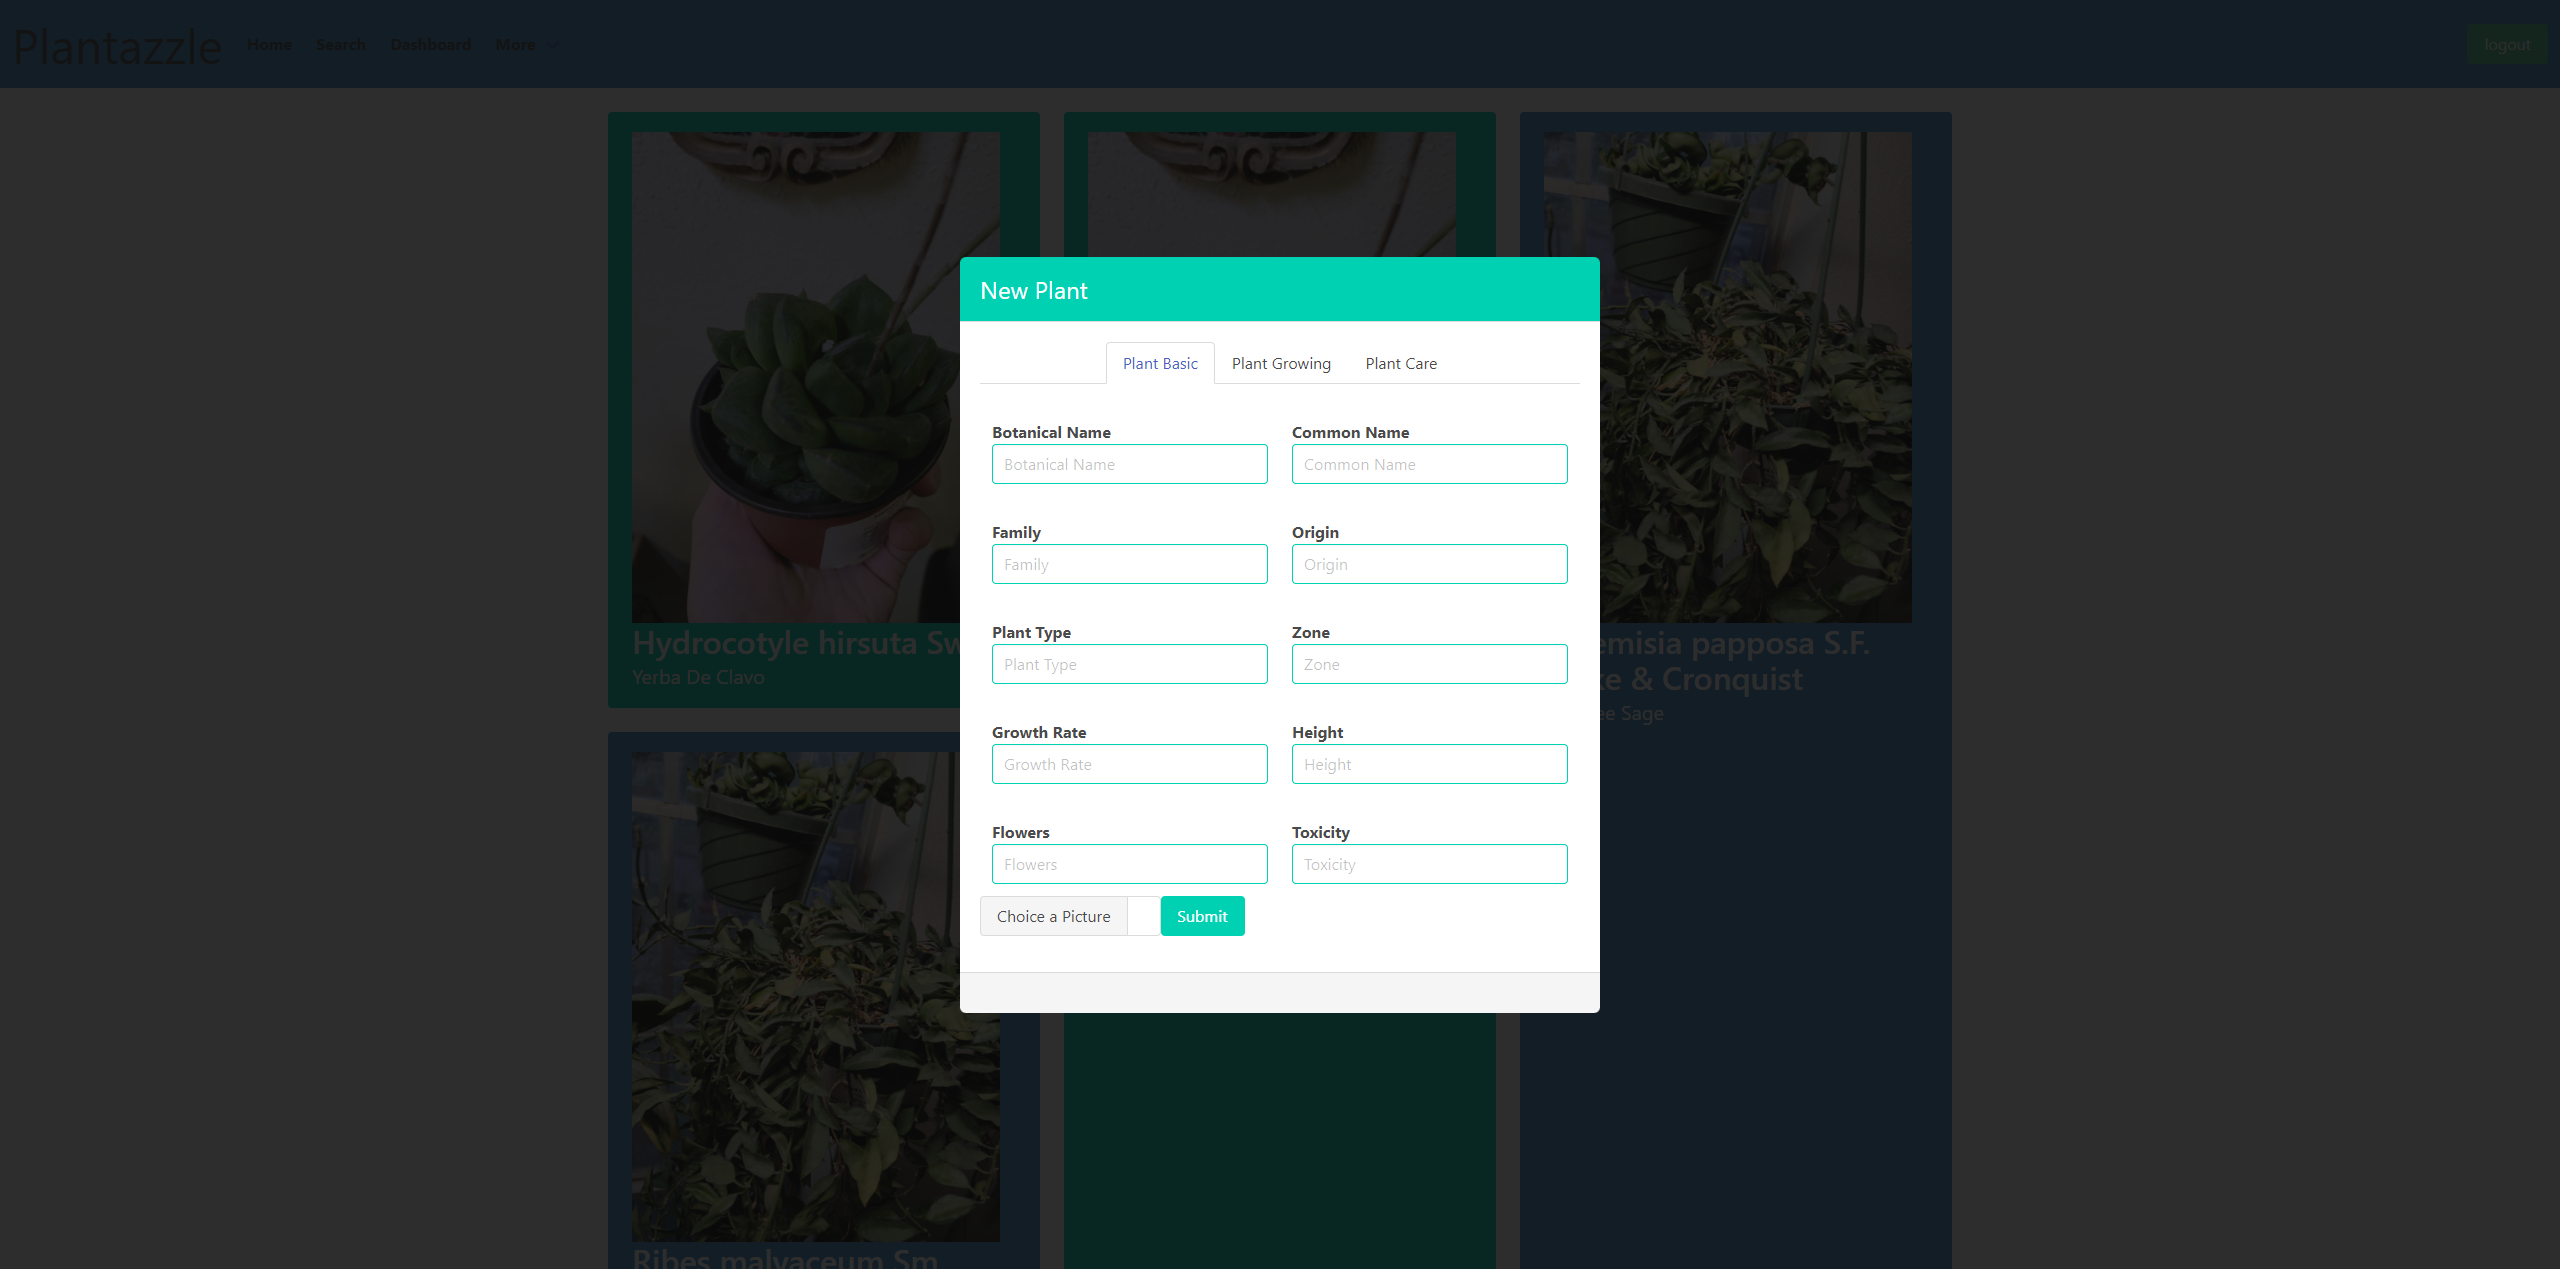 Plantazzle Home Search Dashboard More logout
New Plant
Plant Basic Plant Growing Plant Care
Botanical Name Common Name
Botanical Name Common Name
Family Origin
Family Origin
Plant Type Zone
Plant Type Zone
Growth Rate Height
Growth Rate Height
Flowers Toxicity
Flowers Toxicity
Choice a Picture Submit
Hydrocotyle hirsuta Sw
Yerba De Clavo
emisia papposa S.F.
ke & Cronquist
ee Sage
Ribes malvaceum Sm